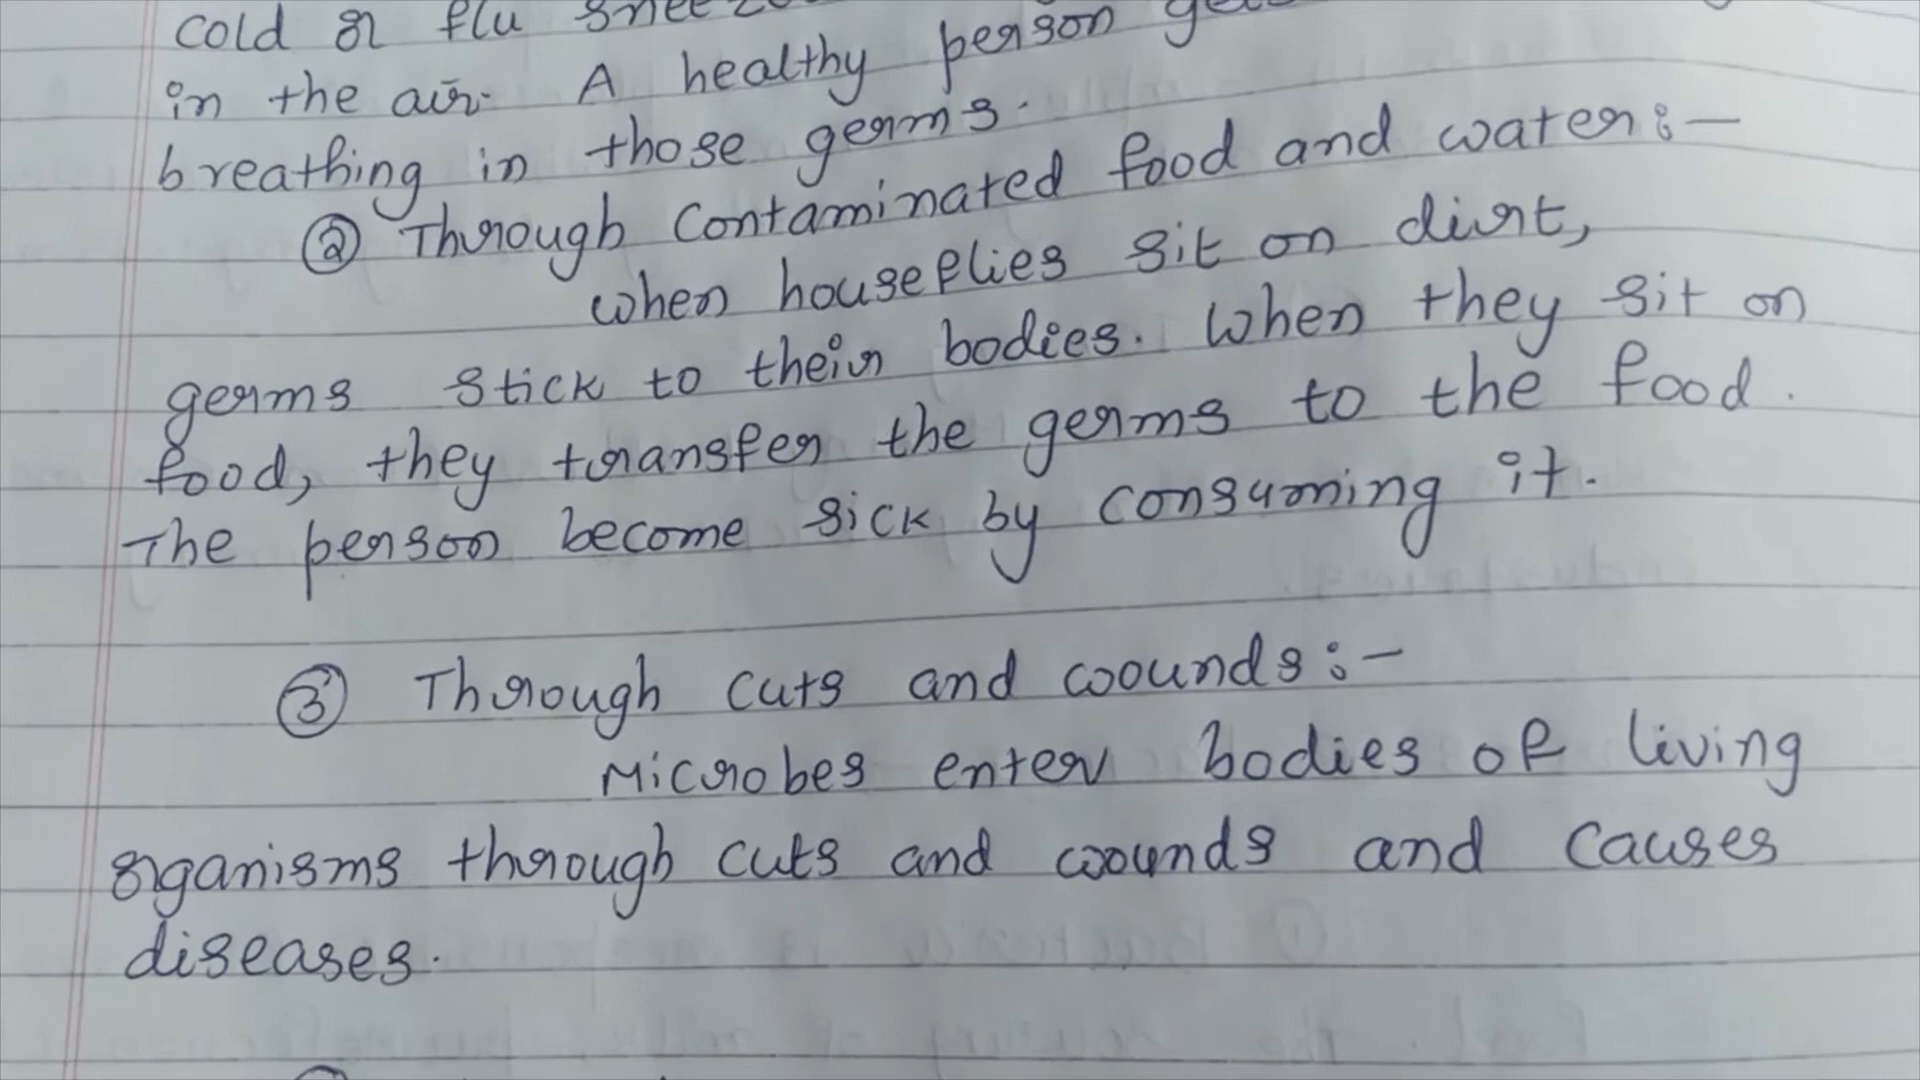 cold or flu
in the air. A healthy person
breathing in those germs.
② Through Contaminated food and water:-
When houseflies sit on dirt,
germs stick to their bodies. When they sit on
food, they transfer the germs to the food.
The person become sick by consuming it.
③ Through cuts and wounds:-
Microbes enter bodies of living
organisms through cuts and wounds and causes
diseases.